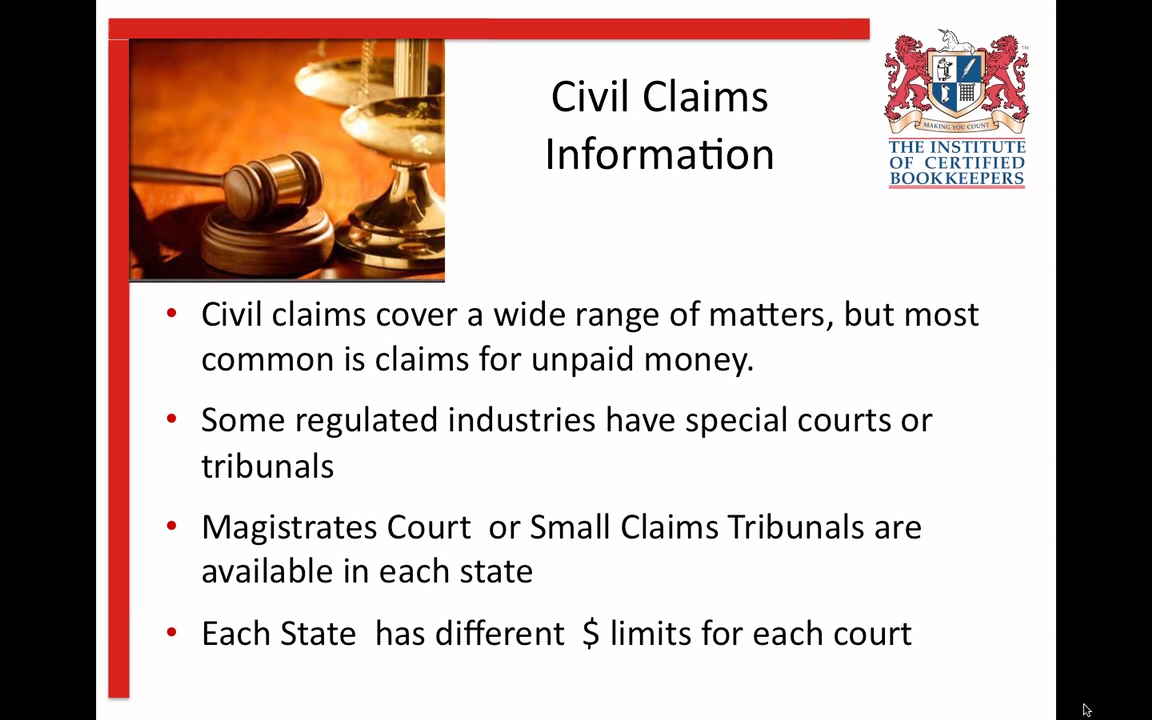 Civil Claims
Information
TM
MAKING YOU COUNT
THE INSTITUTE
OF CERTIFIED
BOOKKEEPERS
• Civil claims cover a wide range of matters, but most
common is claims for unpaid money.
• Some regulated industries have special courts or
tribunals
• Magistrates Court or Small Claims Tribunals are
available in each state
• Each State has different $ limits for each court